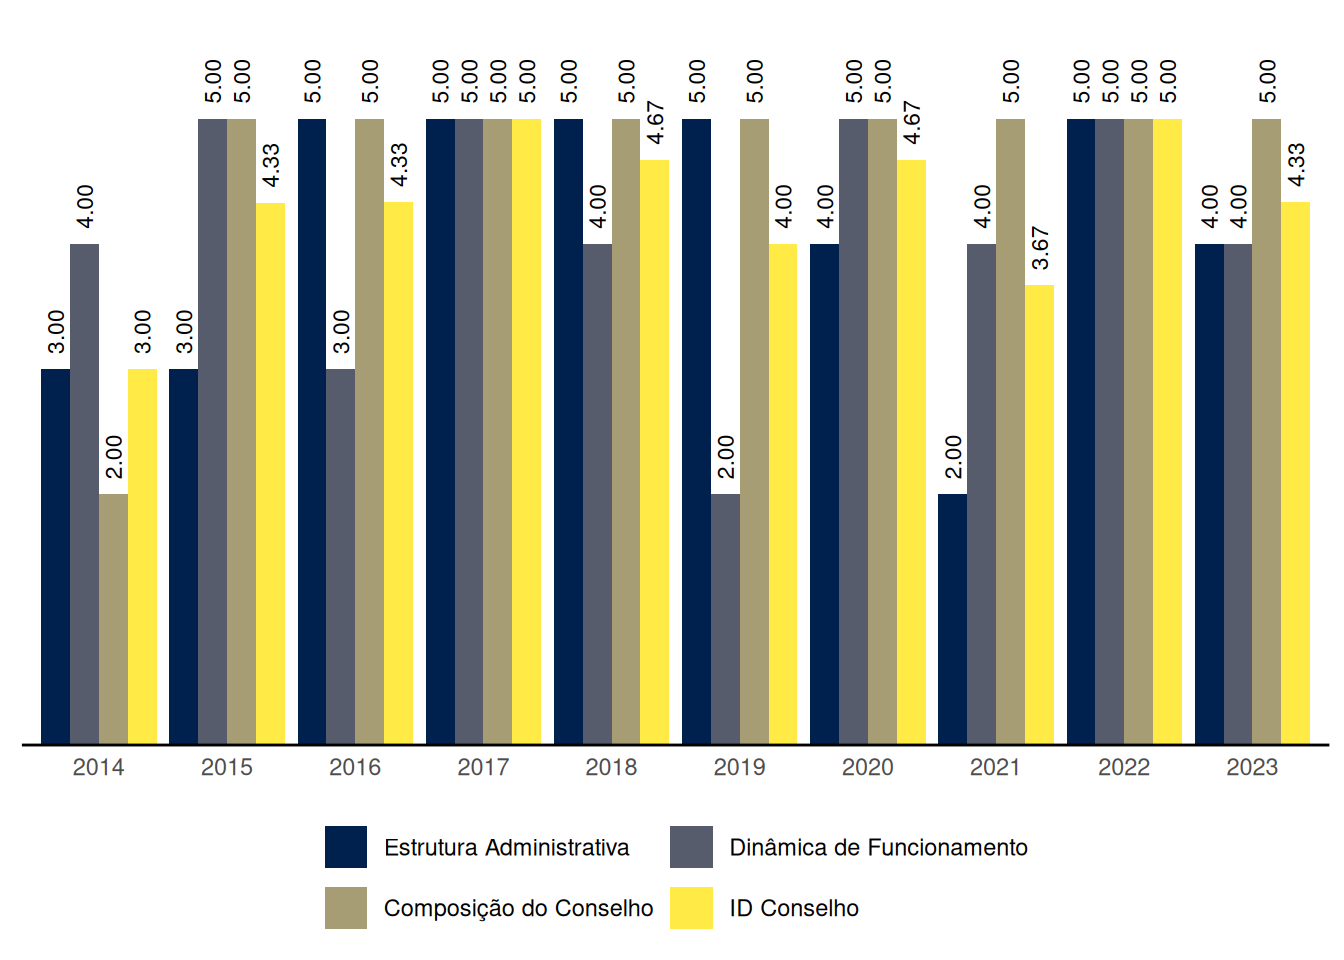 3.00 4.00 2.00 3.00 3.00 5.00 5.00 4.33 5.00 3.00 5.00 4.33 5.00 5.00 5.00 5.00 5.00 4.00 5.00 4.67 5.00 2.00 5.00 4.00 4.00 5.00 5.00 4.67 2.00 4.00 5.00 3.67 5.00 5.00 5.00 5.00 4.00 4.00 5.00 4.33
2014 2015 2016 2017 2018 2019 2020 2021 2022 2023
Estrutura Administrativa Dinâmica de Funcionamento
Composição do Conselho ID Conselho